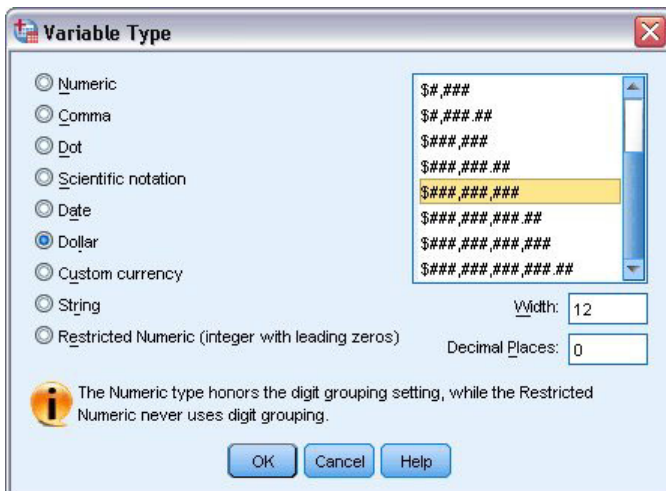 Variable Type
Numeric
Comma
Dot
Scientific notation
Date
Dollar
Custom currency
String
Restricted Numeric (integer with leading zeros)
$#,###
$#,###.##
$###,###
$###,###.##
$###,###,###
$###,###,###.##
$###,###,###,###
$###,###,###,###.##
Width: 12
Decimal Places: 0
The Numeric type honors the digit grouping setting, while the Restricted
Numeric never uses digit grouping.
OK Cancel Help